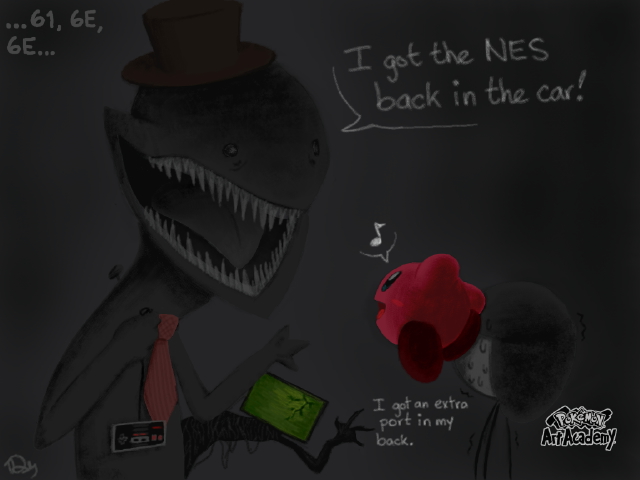 ...61, 6E,
6E...
I got the NES
back in the car!
I got an extra
port in my
back.
POKÉMON
Art Academy